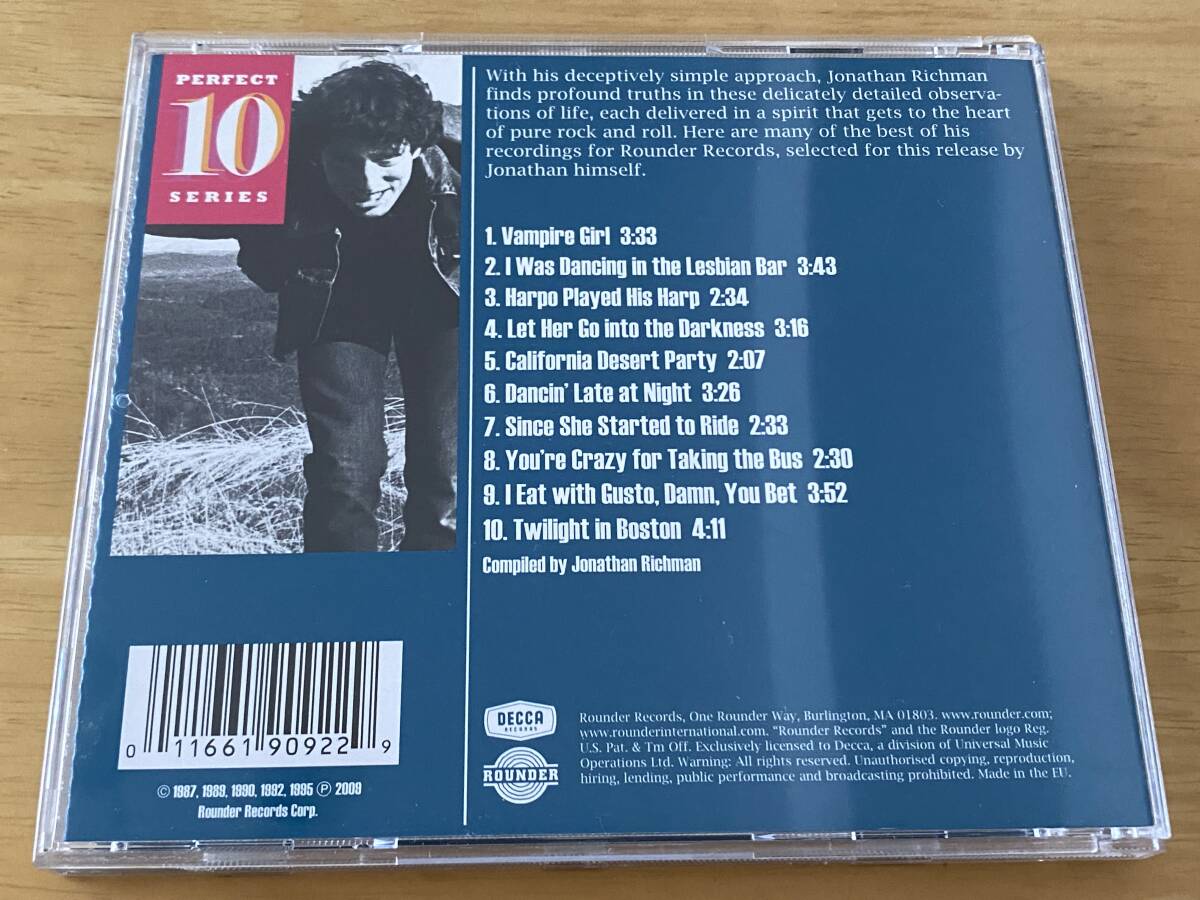 PERFECT
10
SERIES
With his deceptively simple approach, Jonathan Richman
finds profound truths in these delicately detailed observa-
tions of life, each delivered in a spirit that gets to the heart
of pure rock and roll. Here are many of the best of his
recordings for Rounder Records, selected for this release by
Jonathan himself.
1. Vampire Girl 3:33
2. I Was Dancing in the Lesbian Bar 3:43
3. Harpo Played His Harp 2:34
4. Let Her Go into the Darkness 3:16
5. California Desert Party 2:07
6. Dancin' Late at Night 3:26
7. Since She Started to Ride 2:33
8. You're Crazy for Taking the Bus 2:30
9. I Eat with Gusto, Damn, You Bet 3:52
10. Twilight in Boston 4:11
Compiled by Jonathan Richman
0 11661 90922 9
© 1987, 1989, 1990, 1992, 1995 ℗ 2009
Rounder Records Corp.
DECCA
RECORDS
ROUNDER
Rounder Records, One Rounder Way, Burlington, MA 01803. www.rounder.com;
www.rounderinternational.com. "Rounder Records" and the Rounder logo Reg.
U.S. Pat. & Tm Off. Exclusively licensed to Decca, a division of Universal Music
Operations Ltd. Warning: All rights reserved. Unauthorised copying, reproduction,
hiring, lending, public performance and broadcasting prohibited. Made in the EU.